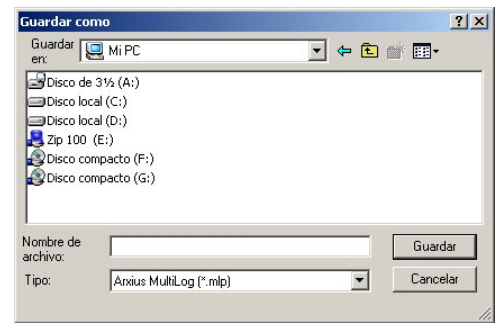 Guardar como
Guardar
en:
Mi PC
Disco de 3½ (A:)
Disco local (C:)
Disco local (D:)
Zip 100 (E:)
Disco compacto (F:)
Disco compacto (G:)
Nombre de
archivo:
Guardar
Tipo:
Arxius MultiLog (*.mlp)
Cancelar